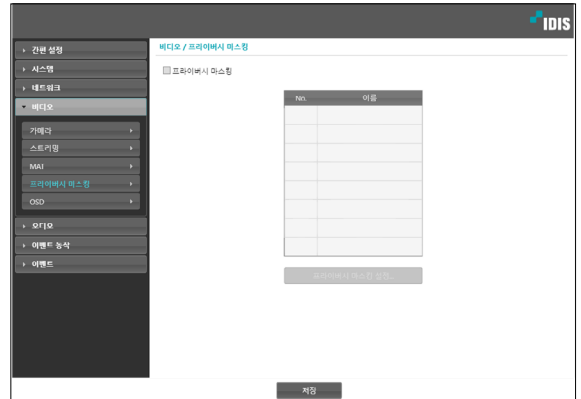 IDIS
비디오 / 프라이버시 마스킹
간편 설정
시스템
네트워크
비디오
카메라
스트리밍
MAT
프라이버시 마스킹
OSD
오디오
이벤트 동작
이벤트
프라이버시 마스킹
No. 이름
프라이버시 마스킹 설정...
저장